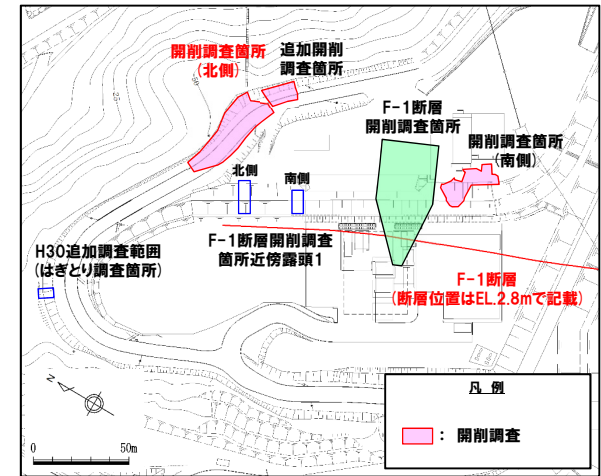 開削調査箇所
(北側)
追加開削
調査箇所
F-1断層
開削調査箇所
開削調査箇所
(南側)
北側
南側
H30追加調査範囲
(はぎとり調査箇所)
F-1断層開削調査
箇所近傍露頭1
F-1断層
(断層位置はEL.2.8mで記載)
N
0 50m
凡 例
: 開削調査